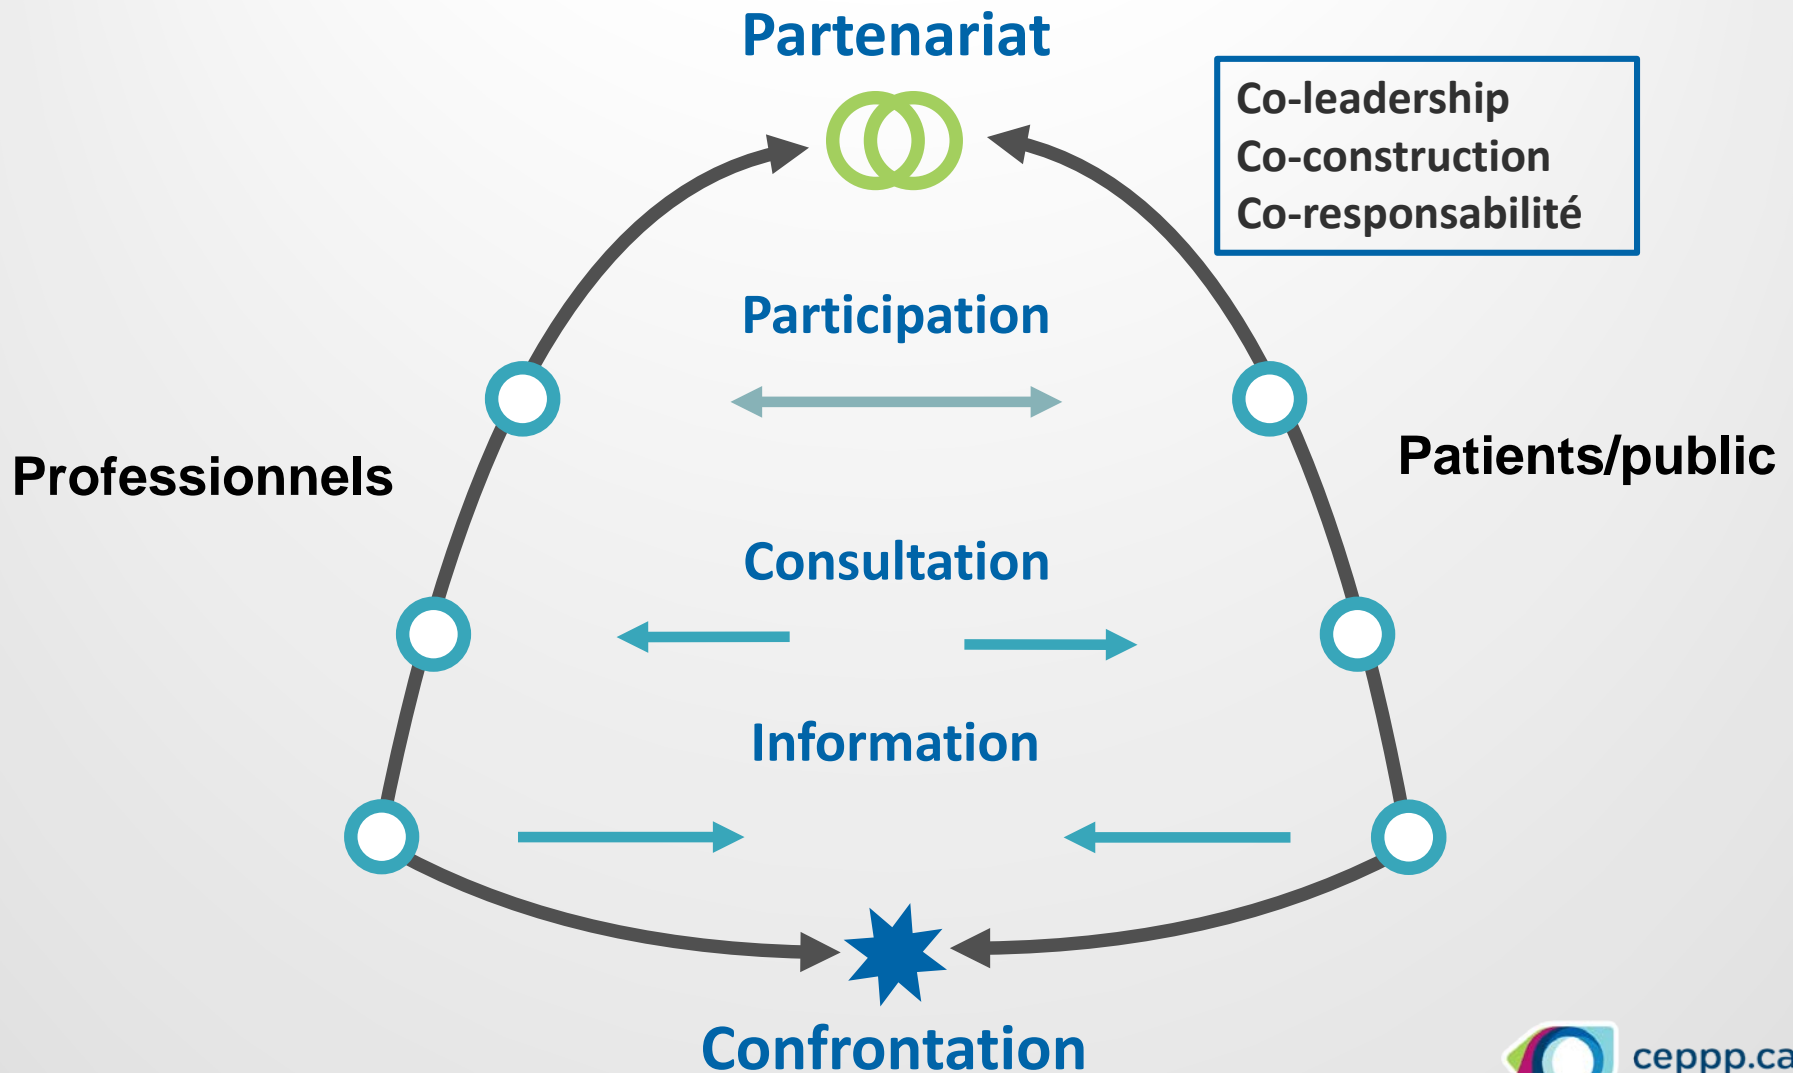 Partenariat
Co-leadership
Co-construction
Co-responsabilité
Participation
Professionnels
Patients/public
Consultation
Information
Confrontation
ceppp.ca